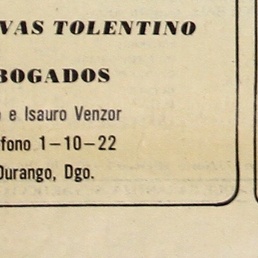 VAS TOLENTINO
BOGADOS
e Isauro Venzor
fono 1-10-22
Durango, Dgo.